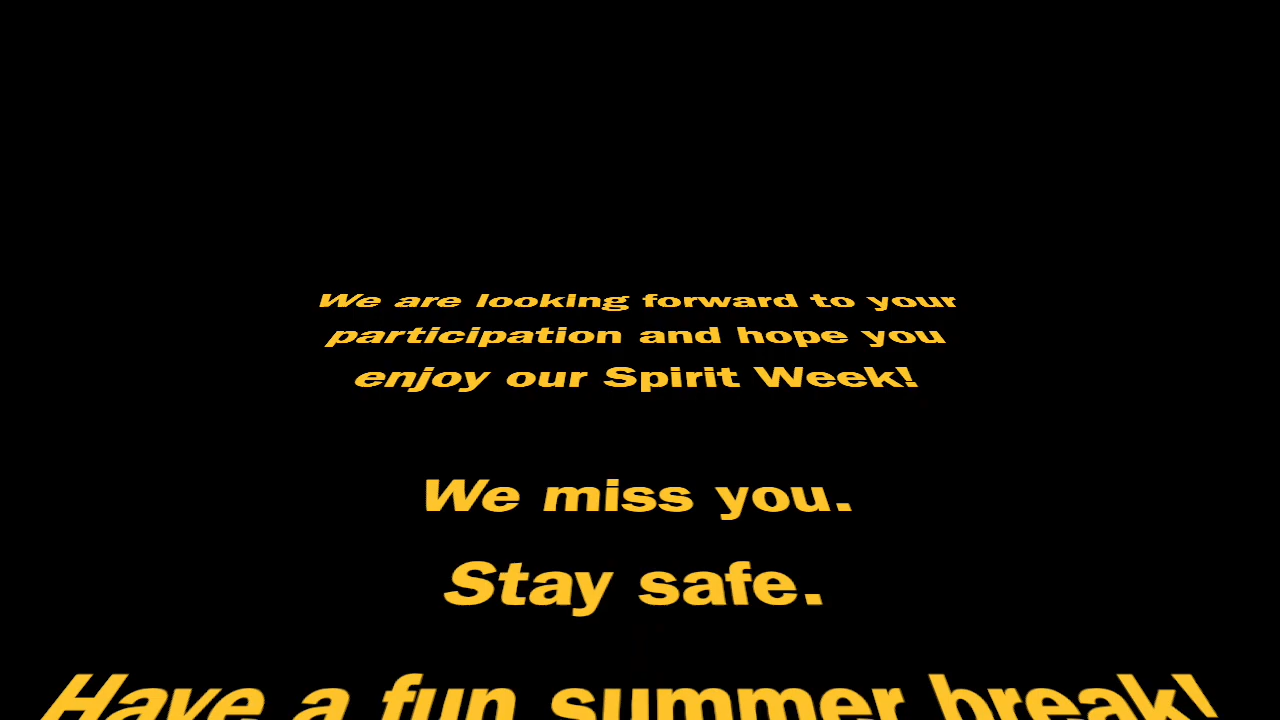 We are looking forward to your
participation and hope you
enjoy our Spirit Week!
We miss you.
Stay safe.
Have a fun summer break!